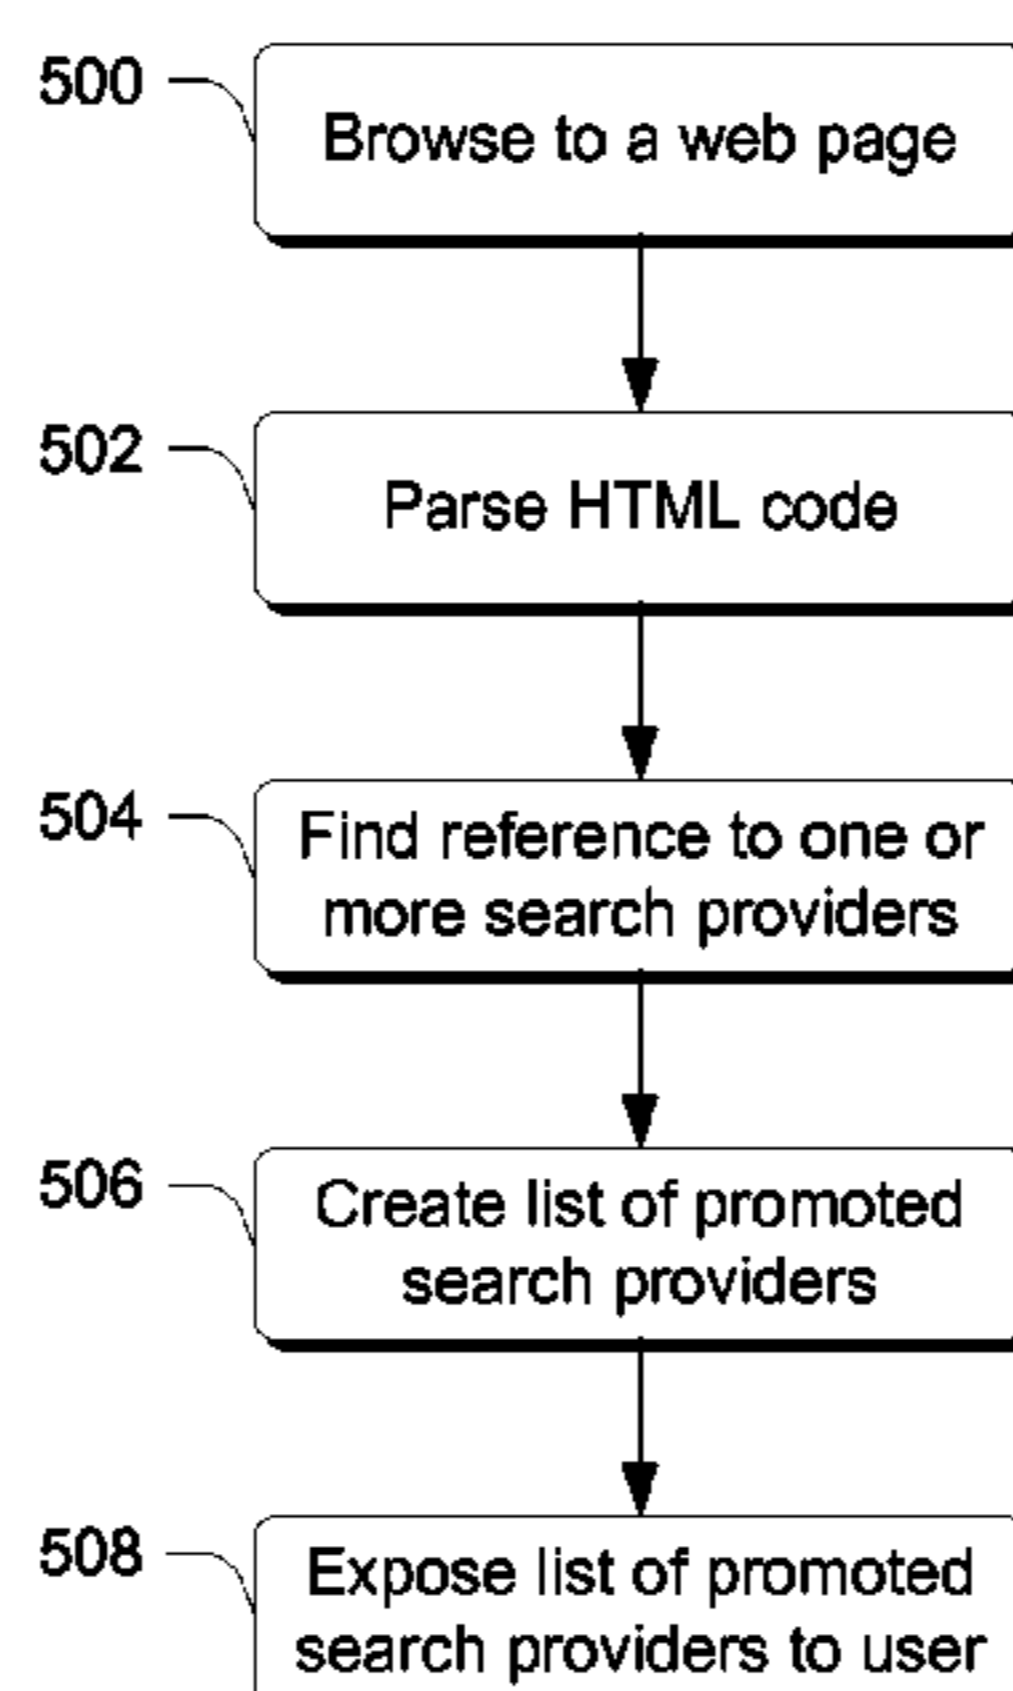 500
Browse to a web page
502
Parse HTML code
504
Find reference to one or
more search providers
506
Create list of promoted
search providers
508
Expose list of promoted
search providers to user